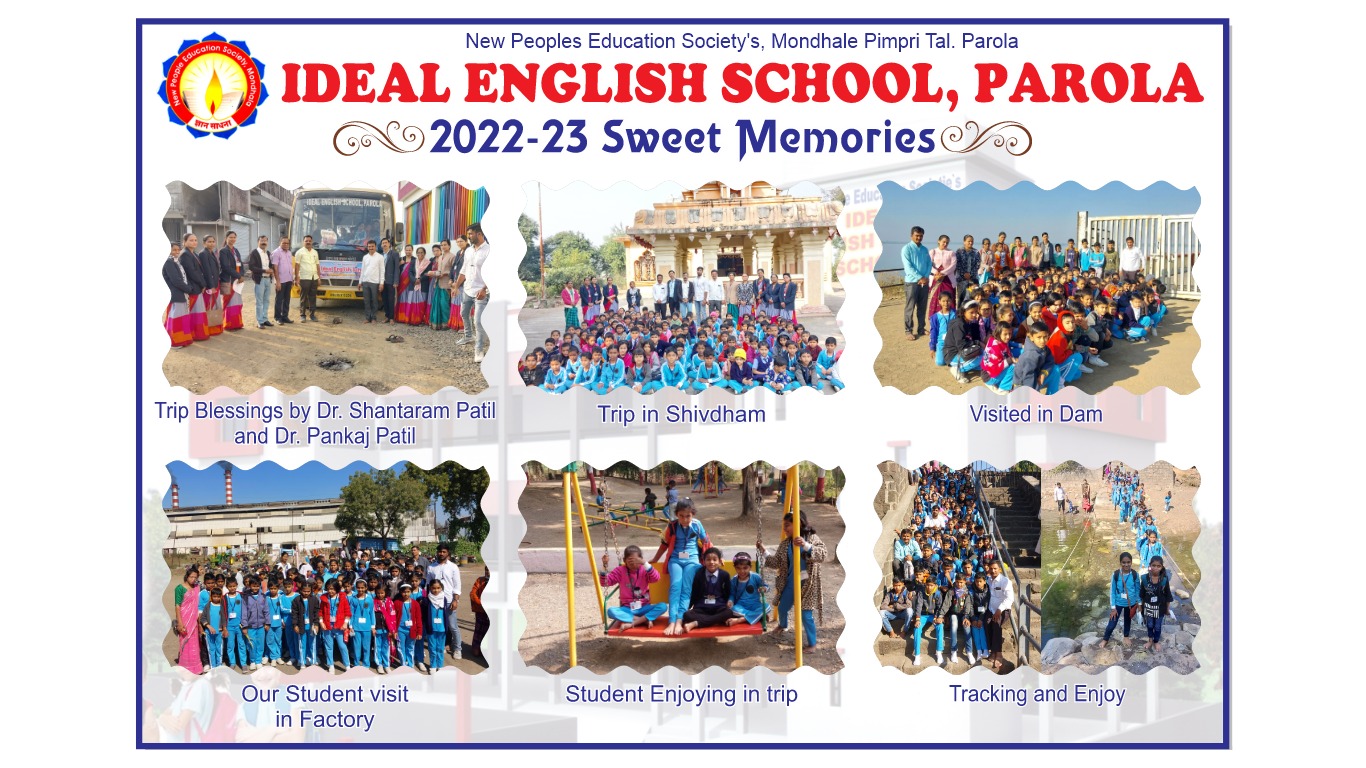 New Peoples Education Society's, Mondhale Pimpri Tal. Parola
New People Education Society, Mondhale
ज्ञान साधना
IDEAL ENGLISH SCHOOL, PAROLA
2022-23 Sweet Memories
IDEAL ENGLISH SCHOOL, PAROLA
Ideal English
Trip Blessings by Dr. Shantaram Patil
and Dr. Pankaj Patil
Trip in Shivdham
Visited in Dam
Our Student visit
in Factory
Student Enjoying in trip
Tracking and Enjoy